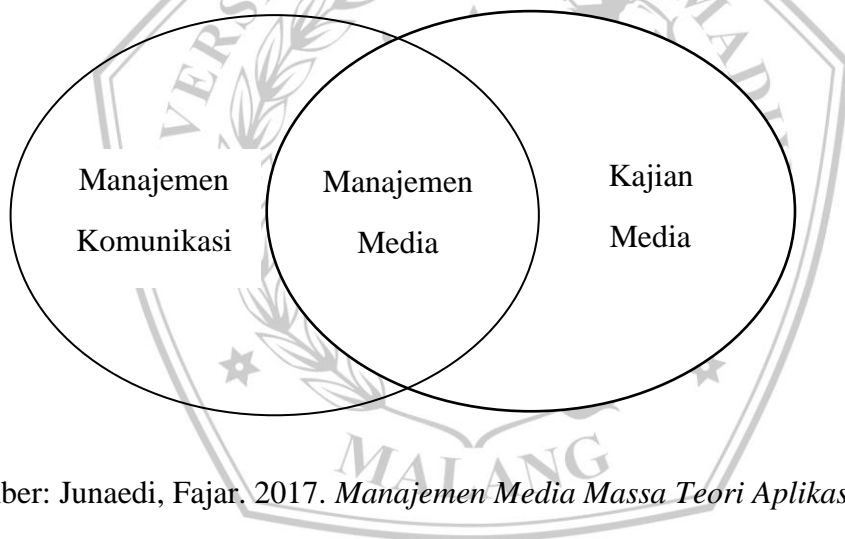 Manajemen
Komunikasi
Manajemen
Media
Kajian
Media
MALANG
ber: Junaedi, Fajar. 2017. Manajemen Media Massa Teori Aplikas